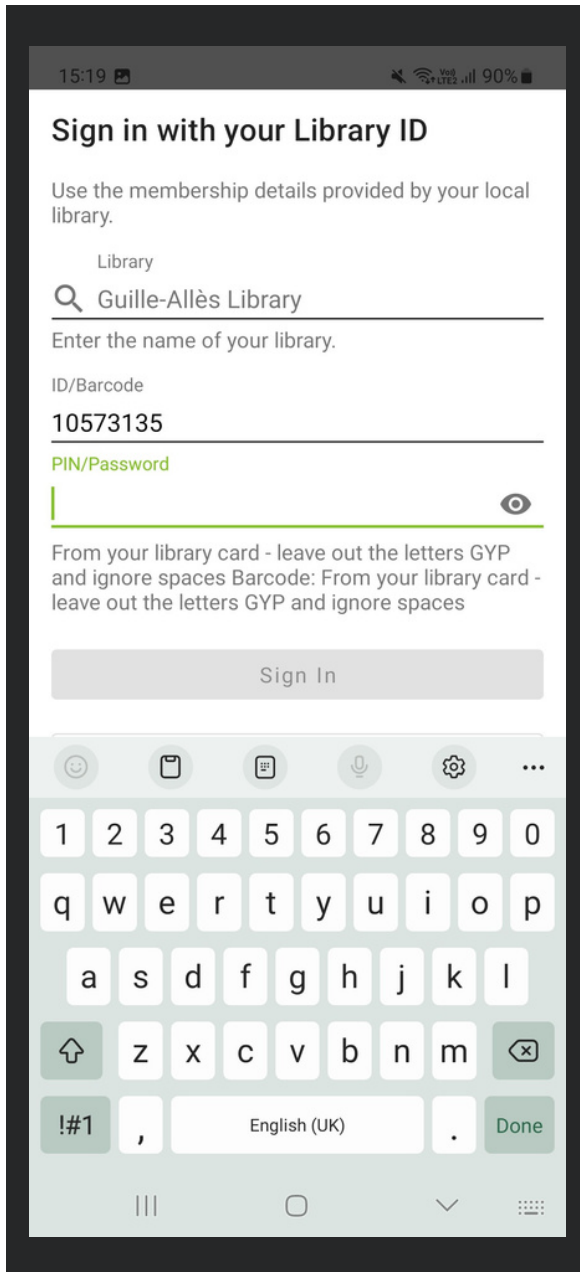 15:19 Vo)) LTE2 90%
Sign in with your Library ID
Use the membership details provided by your local
library.
Library
Guille-Allès Library
Enter the name of your library.
ID/Barcode
10573135
PIN/Password
From your library card - leave out the letters GYP
and ignore spaces Barcode: From your library card -
leave out the letters GYP and ignore spaces
Sign In
1 2 3 4 5 6 7 8 9 0
q w e r t y u i o p
a s d f g h j k l
z x c v b n m
!#1 , English (UK) . Done